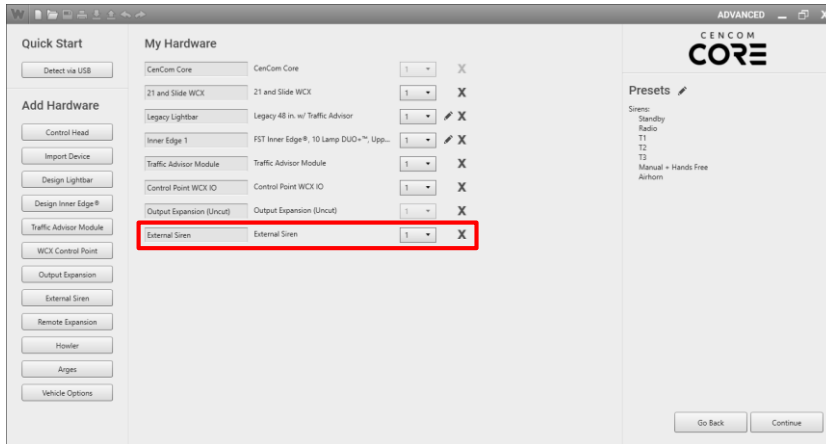 ADVANCED
Quick Start
Detect via USB
Add Hardware
Control Head
Import Device
Design Lightbar
Design Inner Edge®
Traffic Advisor Module
WCX Control Point
Output Expansion
External Siren
Remote Expansion
Howler
Arges
Vehicle Options
My Hardware
CenCom Core CenCom Core 1 X
21 and Slide WCX 21 and Slide WCX 1 X
Legacy Lightbar Legacy 48 in. w/ Traffic Advisor 1 X
Inner Edge 1 FST Inner Edge®, 10 Lamp DUO+™, Upp... 1 X
Traffic Advisor Module Traffic Advisor Module 1 X
Control Point WCX IO Control Point WCX IO 1 X
Output Expansion (Uncut) Output Expansion (Uncut) 1 X
External Siren External Siren 1 X
CENCOM
CORE
Presets
Sirens:
Standby
Radio
T1
T2
T3
Manual + Hands Free
Airhorn
Go Back Continue